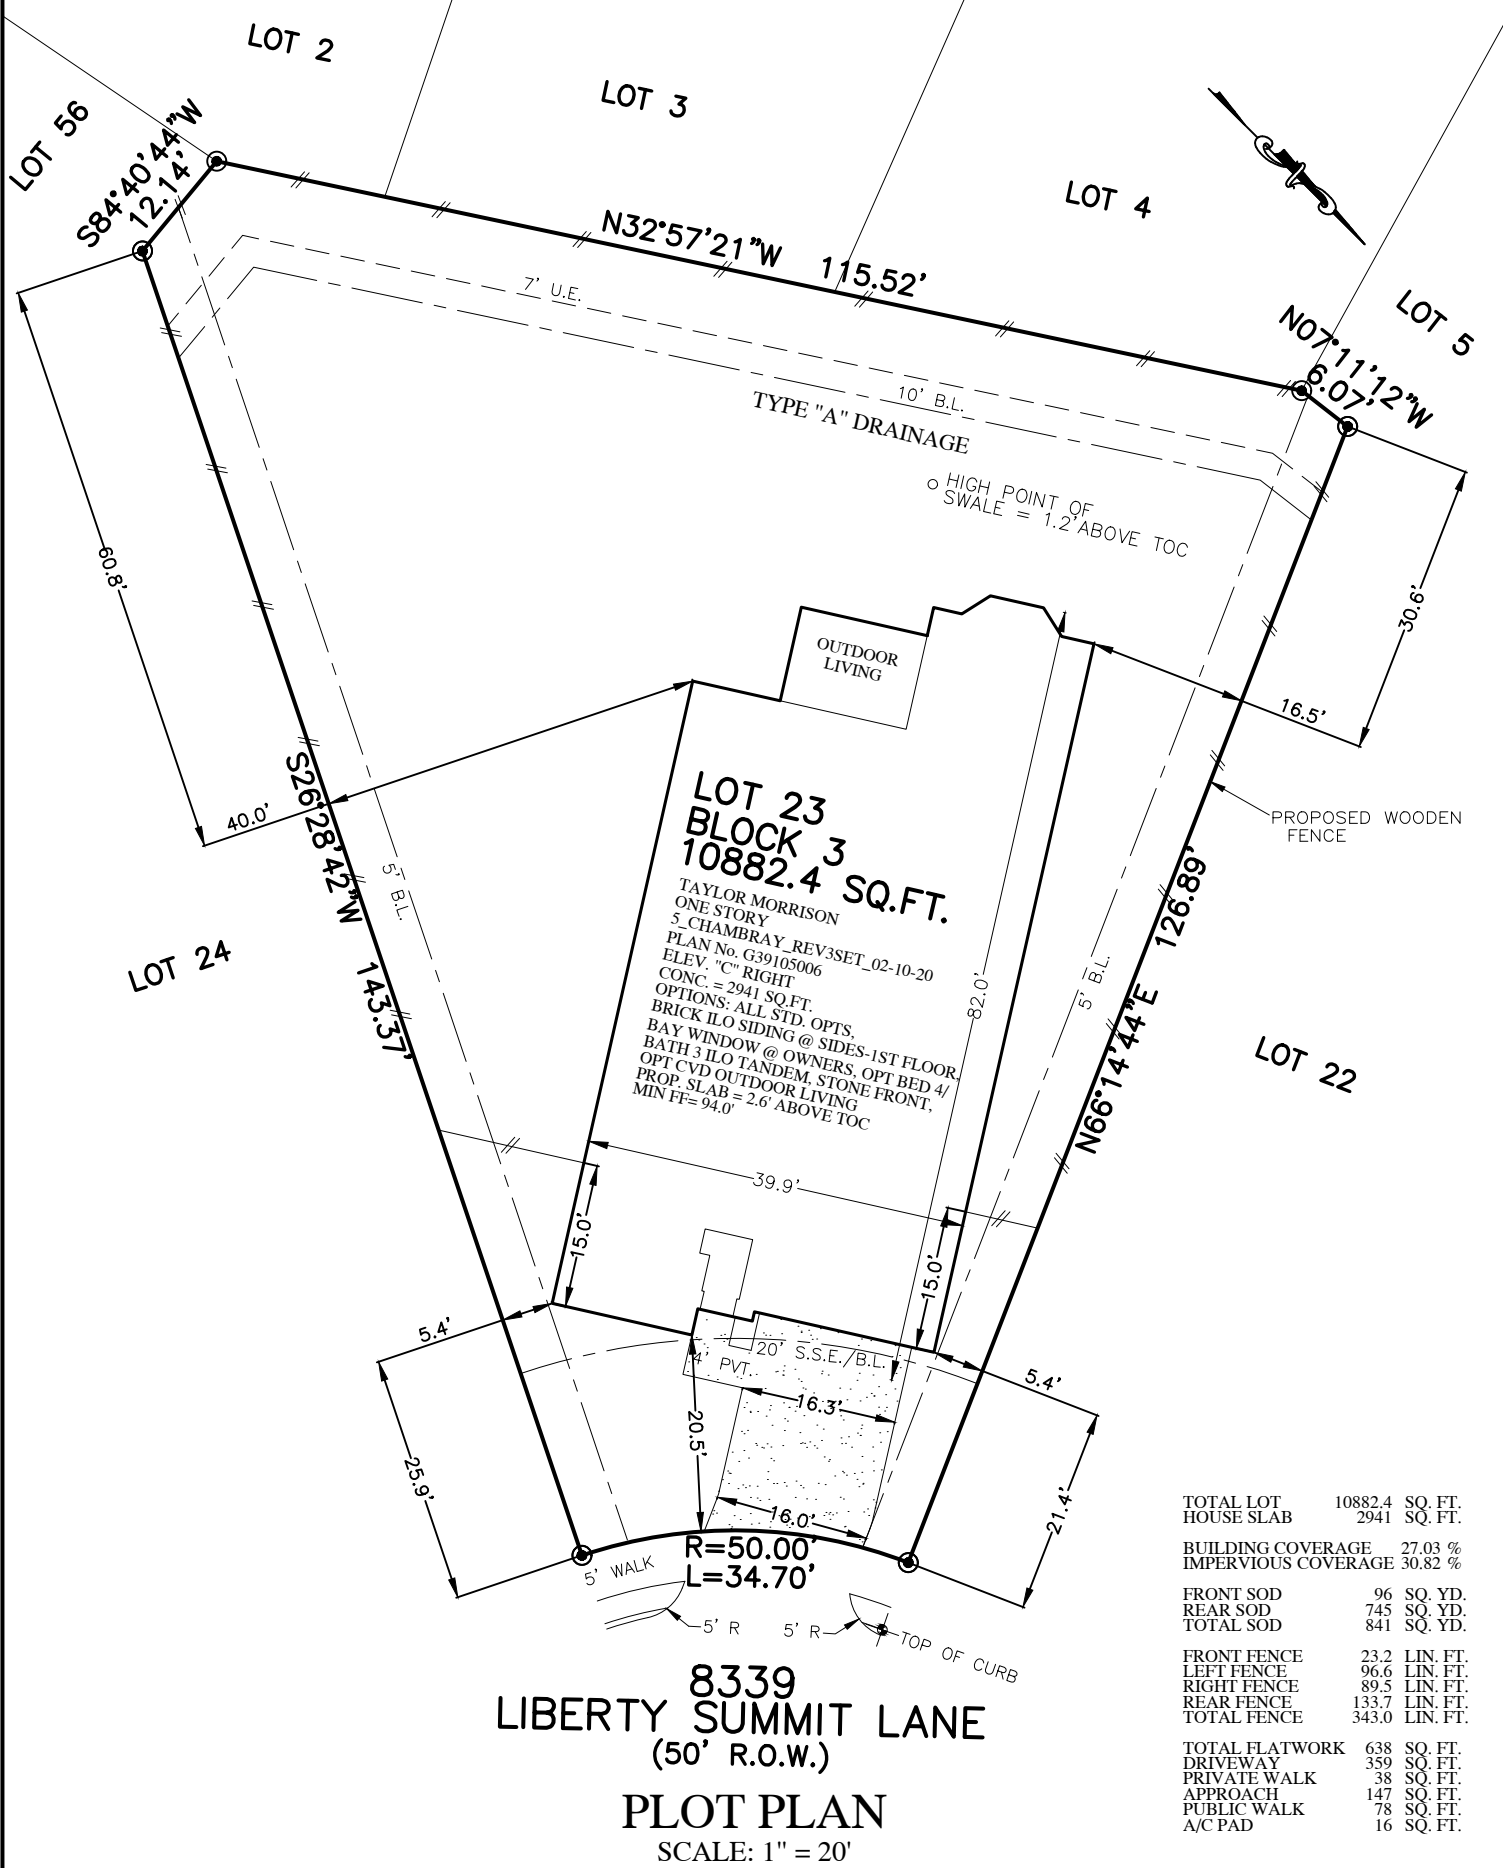 LOT 2
LOT 3
LOT 56
S84°40'44"W
12.14'
LOT 4
N32°57'21"W 115.52'
LOT 5
N07°11'12"W
6.07'
7' U.E.
10' B.L.
TYPE "A" DRAINAGE
HIGH POINT OF
SWALE = 1.2' ABOVE TOC
60.8'
30.6'
OUTDOOR
LIVING
16.5'
40.0'
S26°28'42"W 143.37'
5' B.L.
PROPOSED WOODEN
FENCE
LOT 23
BLOCK 3
10882.4 SQ.FT.
TAYLOR MORRISON
ONE STORY
5_CHAMBRAY_REV3SET_02-10-20
PLAN No. G39105006
ELEV. "C" RIGHT
CONC. = 2941 SQ.FT.
OPTIONS: ALL STD. OPTS,
BRICK ILO SIDING @ SIDES-1ST FLOOR,
BAY WINDOW @ OWNERS, OPT BED 4/
BATH 3 ILO TANDEM, STONE FRONT,
OPT CVD OUTDOOR LIVING
PROP. SLAB = 2.6' ABOVE TOC
MIN FF= 94.0'
82.0'
5' B.L.
N66°14'44"E 126.89'
LOT 24
LOT 22
39.9'
15.0'
15.0'
5.4'
4' PVT.
20' S.S.E./B.L.
5.4'
16.3'
20.5'
25.9'
21.4'
16.0'
R=50.00'
L=34.70'
5' WALK
5' R
5' R
TOP OF CURB
8339
LIBERTY SUMMIT LANE
(50' R.O.W.)
PLOT PLAN
SCALE: 1" = 20'
TOTAL LOT 10882.4 SQ. FT.
HOUSE SLAB 2941 SQ. FT.
BUILDING COVERAGE 27.03 %
IMPERVIOUS COVERAGE 30.82 %
FRONT SOD 96 SQ. YD.
REAR SOD 745 SQ. YD.
TOTAL SOD 841 SQ. YD.
FRONT FENCE 23.2 LIN. FT.
LEFT FENCE 96.6 LIN. FT.
RIGHT FENCE 89.5 LIN. FT.
REAR FENCE 133.7 LIN. FT.
TOTAL FENCE 343.0 LIN. FT.
TOTAL FLATWORK 638 SQ. FT.
DRIVEWAY 359 SQ. FT.
PRIVATE WALK 38 SQ. FT.
APPROACH 147 SQ. FT.
PUBLIC WALK 78 SQ. FT.
A/C PAD 16 SQ. FT.